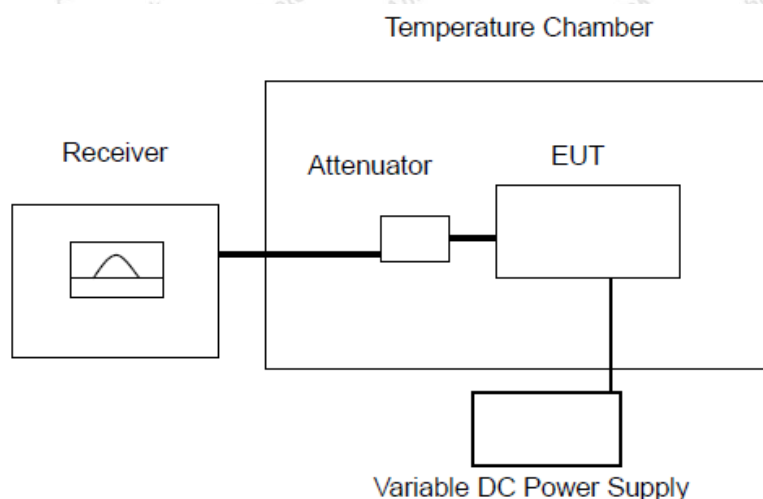 Temperature Chamber
Receiver
Attenuator
EUT
Variable DC Power Supply